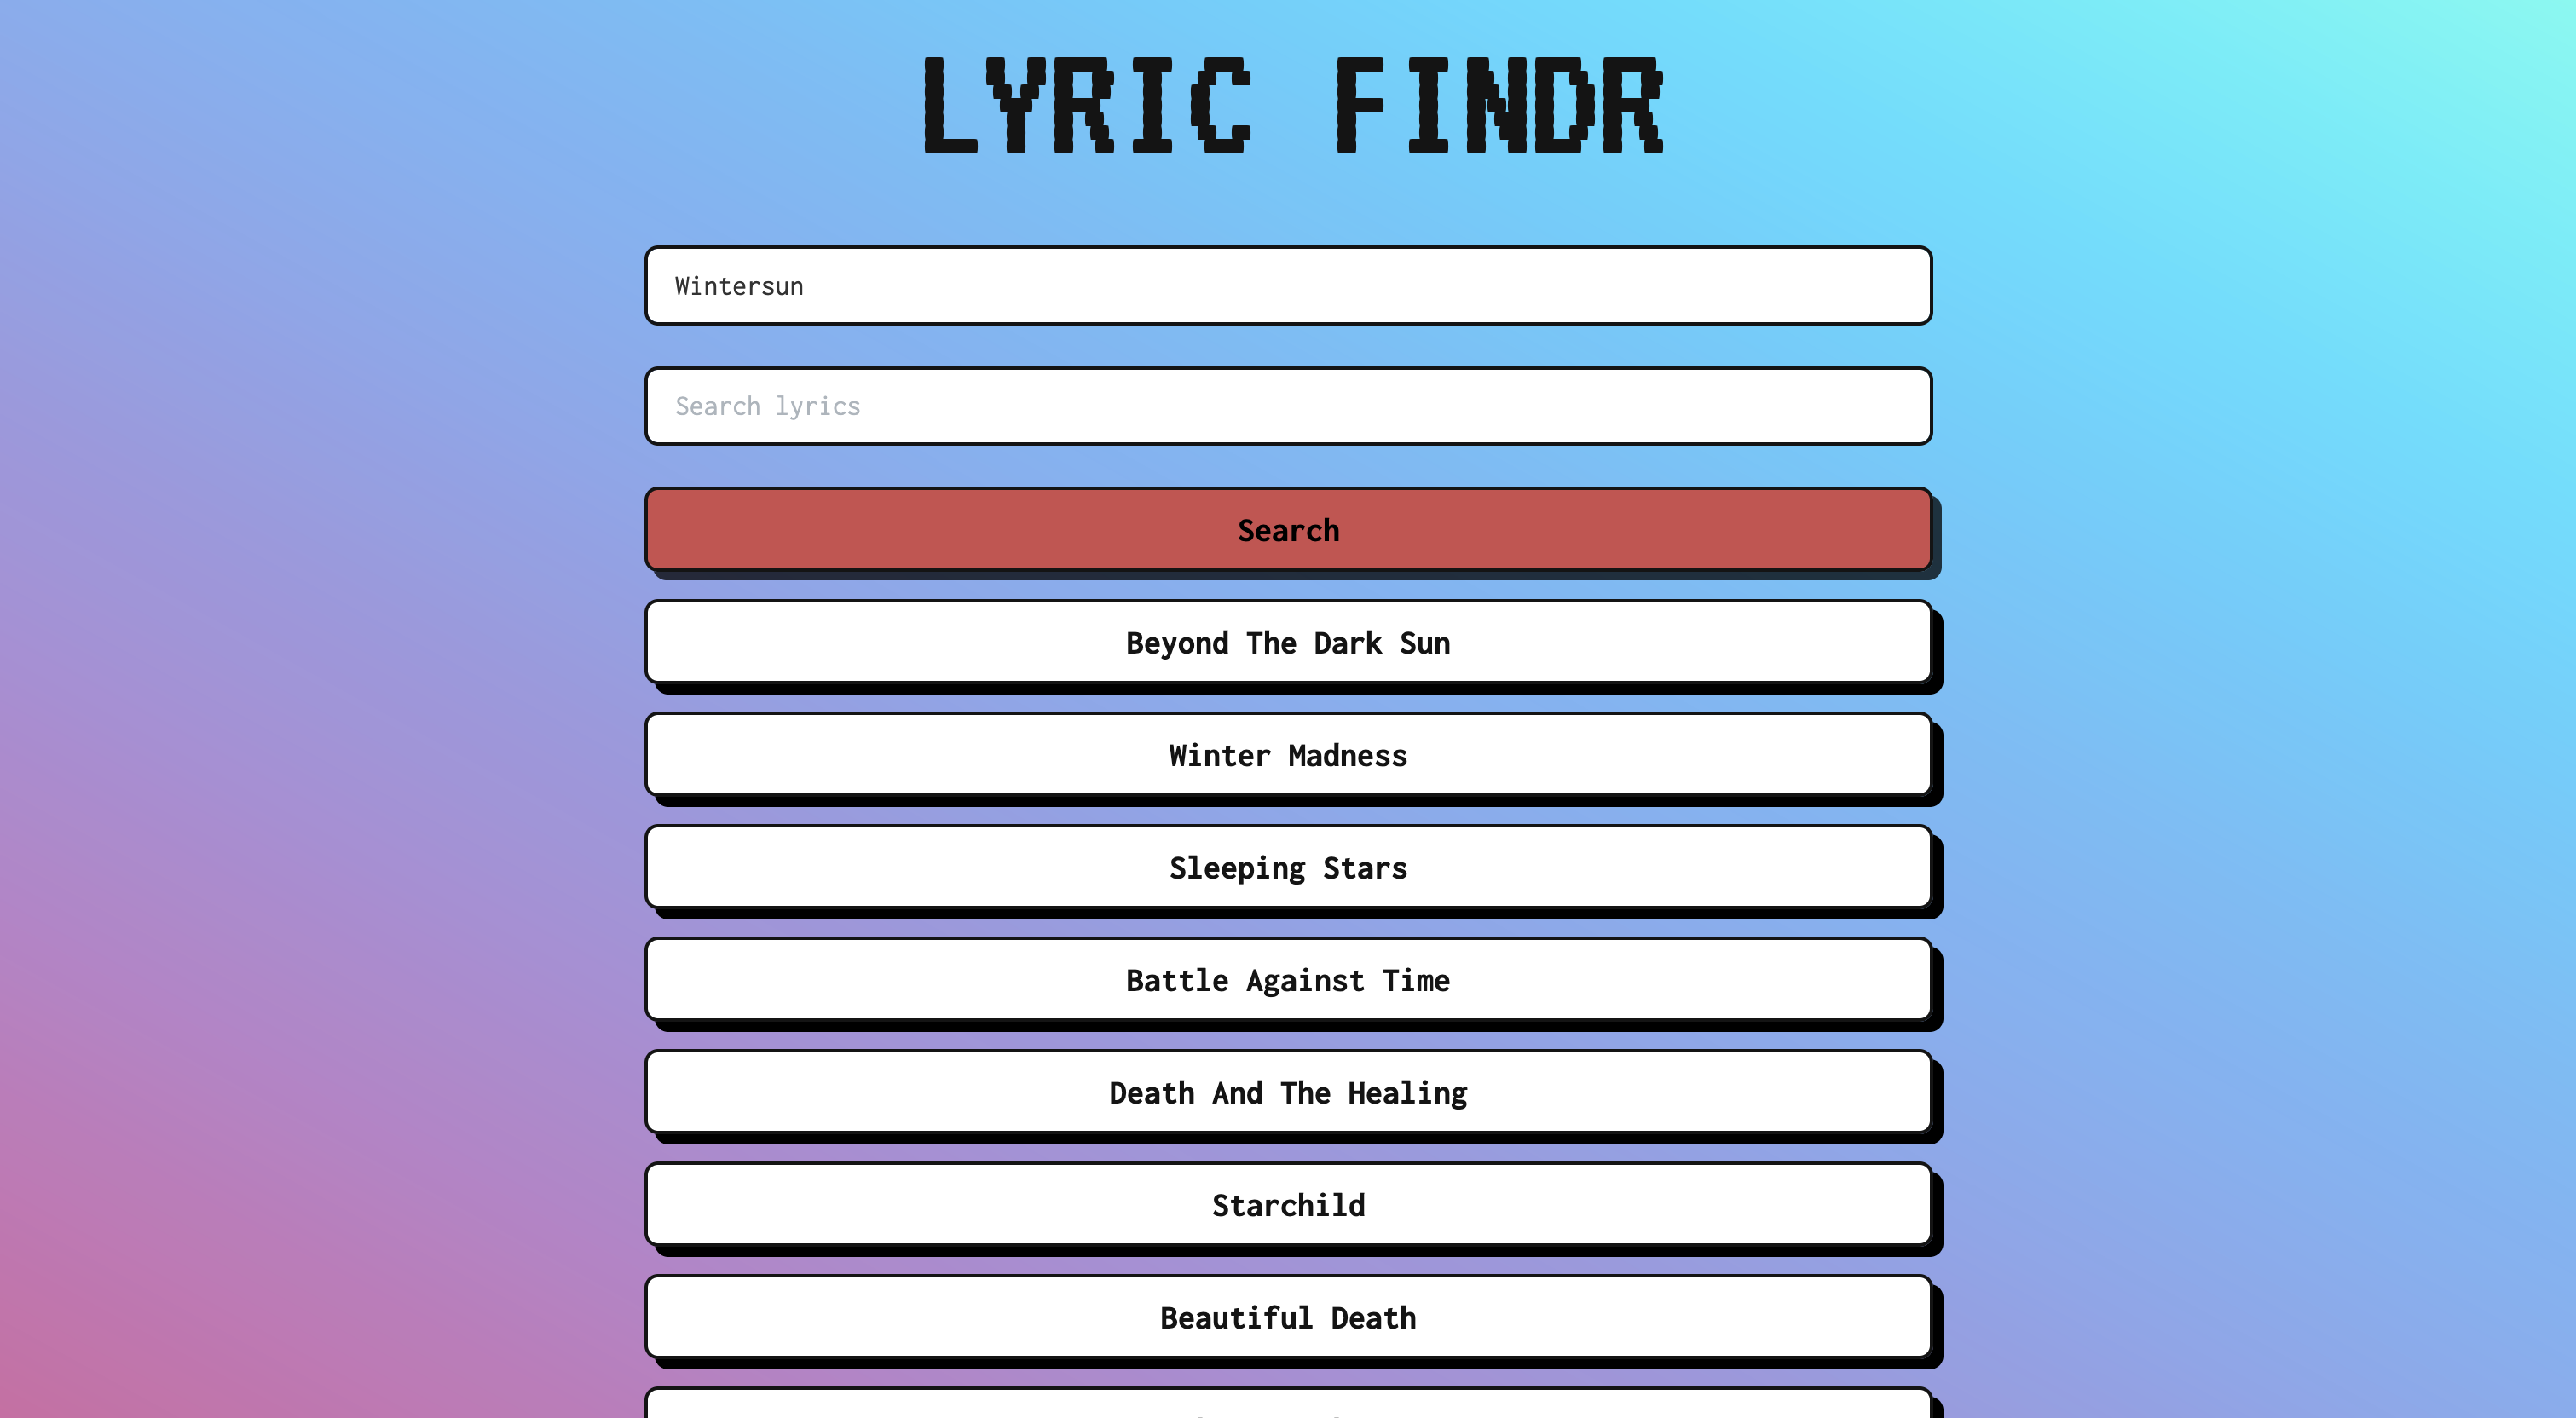 LYRIC FINDR
Wintersun
Search lyrics
Search
Beyond The Dark Sun
Winter Madness
Sleeping Stars
Battle Against Time
Death And The Healing
Starchild
Beautiful Death